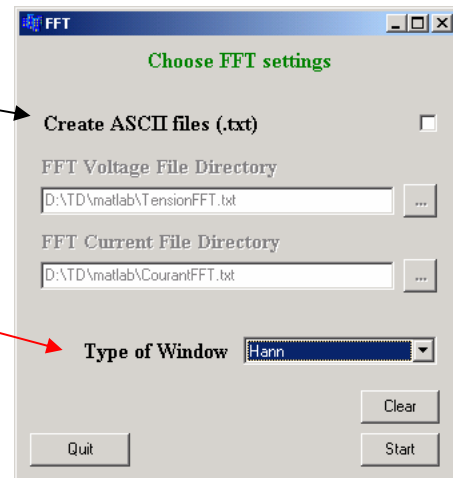 FFT
Choose FFT settings
Create ASCII files (.txt)
FFT Voltage File Directory
D:\TD\matlab\TensionFFT.txt ...
FFT Current File Directory
D:\TD\matlab\CourantFFT.txt ...
Type of Window Hann
Clear
Quit Start